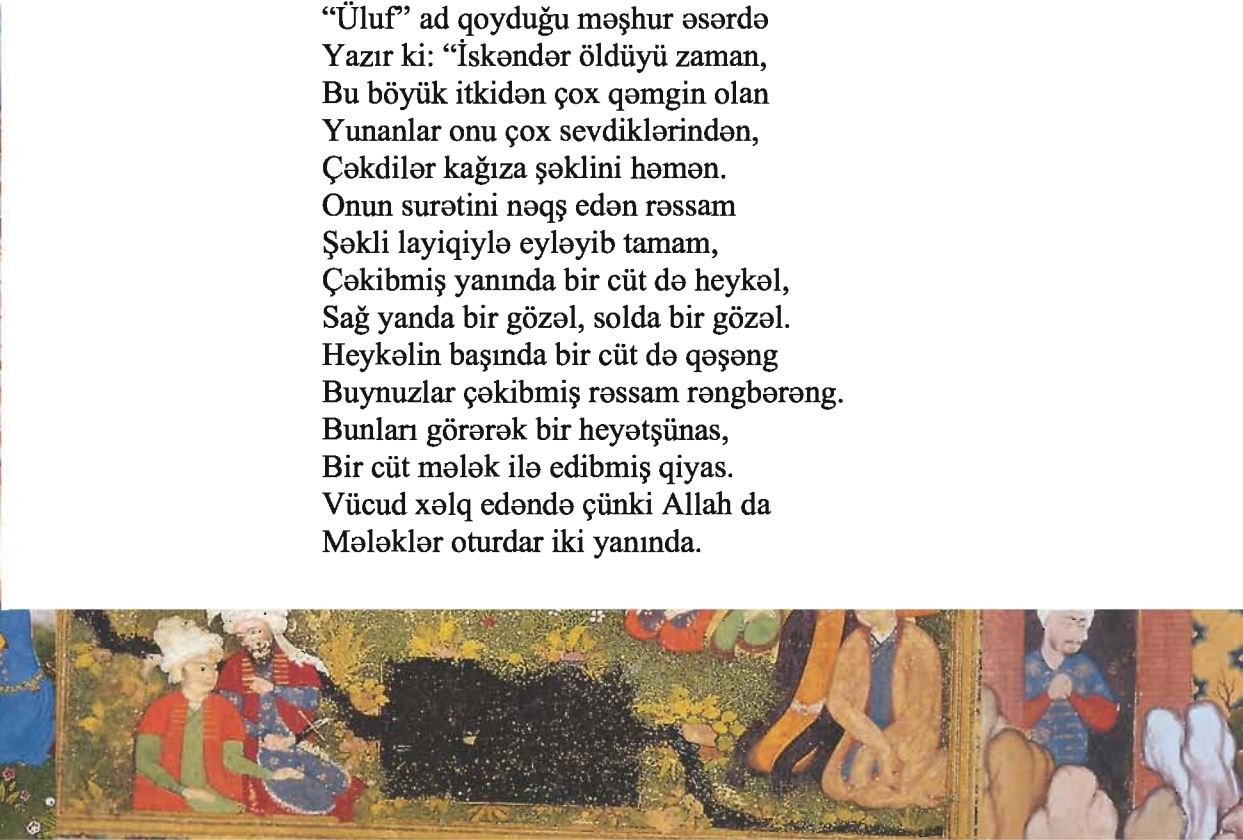 “Üluf” ad qoyduğu məşhur əsərdə
Yazır ki: “İskəndər öldüyü zaman,
Bu böyük itkidən çox qəmgin olan
Yunanlar onu çox sevdiklərindən,
Çəkdilər kağıza şəklini həmən.
Onun surətini nəqş edən rəssam
Şəkli layiqiylə eyləyib tamam,
Çəkibmiş yanında bir cüt də heykəl,
Sağ yanda bir gözəl, solda bir gözəl.
Heykəlin başında bir cüt də qəşəng
Buynuzlar çəkibmiş rəssam rəngbərəng.
Bunları görərək bir heyətşünas,
Bir cüt mələk ilə edibmiş qiyas.
Vücud xəlq edəndə çünki Allah da
Mələklər oturdar iki yanında.